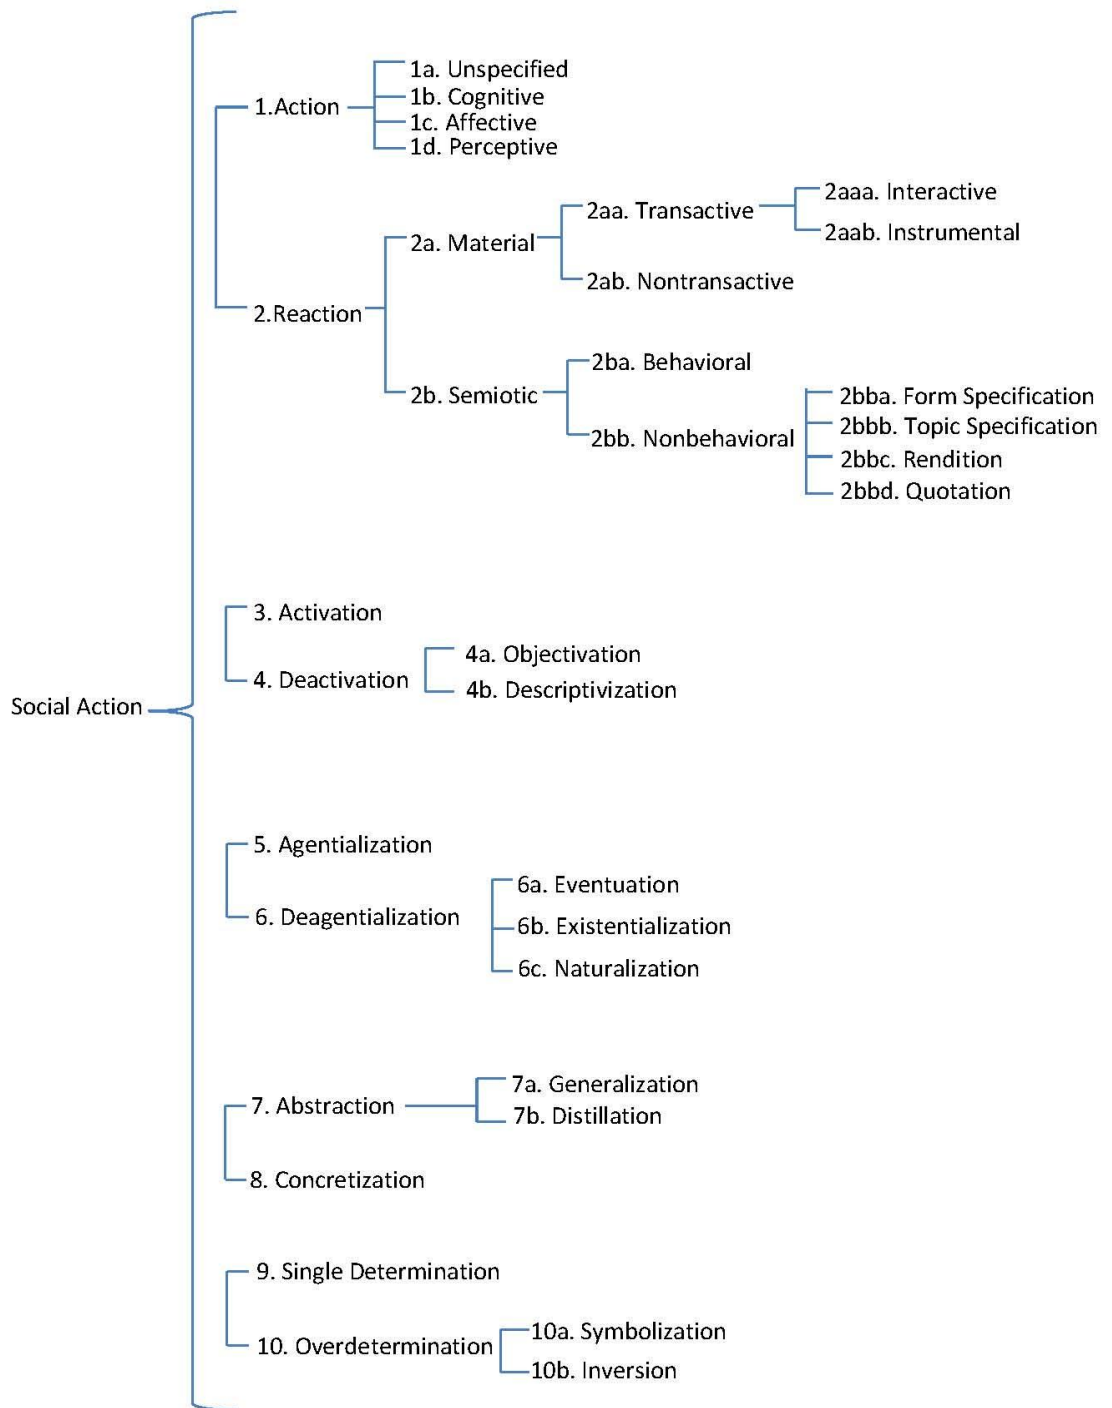 1a. Unspecified
1b. Cognitive
1.Action
1c. Affective
1d. Perceptive
2aaa. Interactive
2aa. Transactive
2aab. Instrumental
2a. Material
2ab. Nontransactive
2.Reaction
2ba. Behavioral
2b. Semiotic
2bba. Form Specification
2bbb. Topic Specification
2bb. Nonbehavioral
2bbc. Rendition
2bbd. Quotation
3. Activation
4a. Objectivation
4. Deactivation
4b. Descriptivization
Social Action
5. Agentialization
6a. Eventuation
6. Deagentialization
6b. Existentialization
6c. Naturalization
7a. Generalization
7. Abstraction
7b. Distillation
8. Concretization
9. Single Determination
10a. Symbolization
10. Overdetermination
10b. Inversion